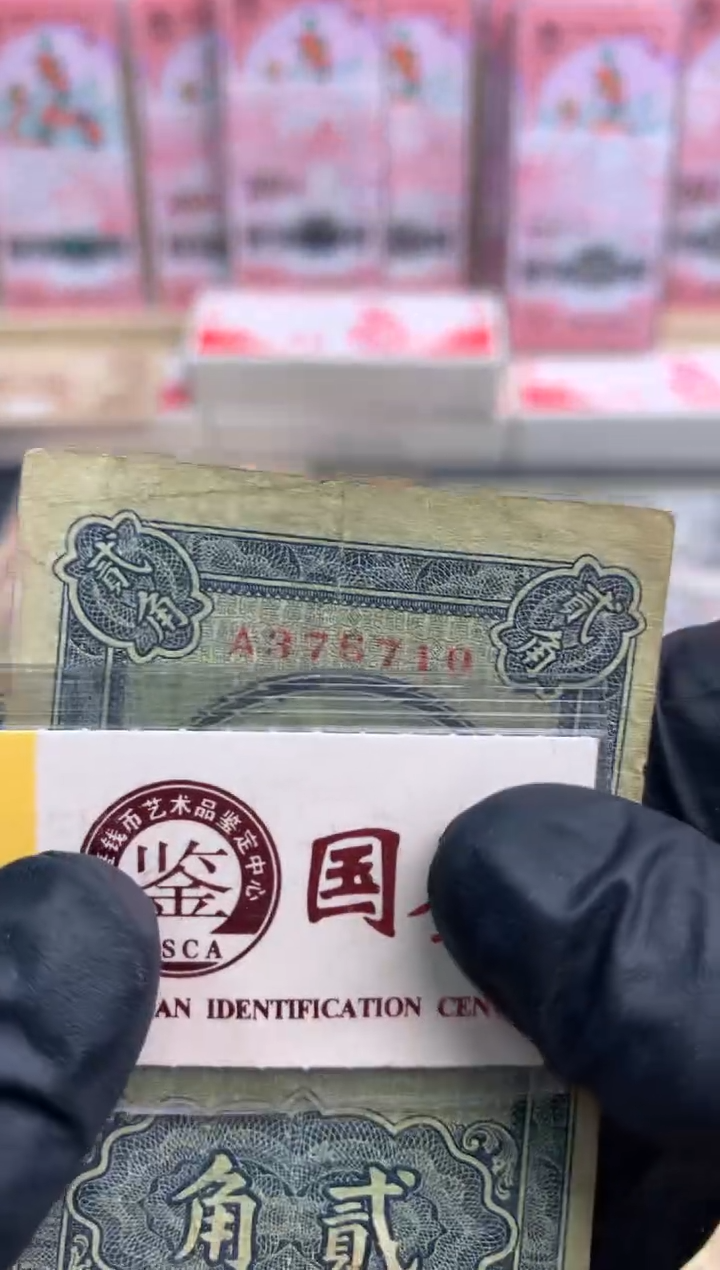 贰角
贰角
A376710
钱币艺术品鉴定中心
鉴
SCA
国
AN IDENTIFICATION CEN
角贰